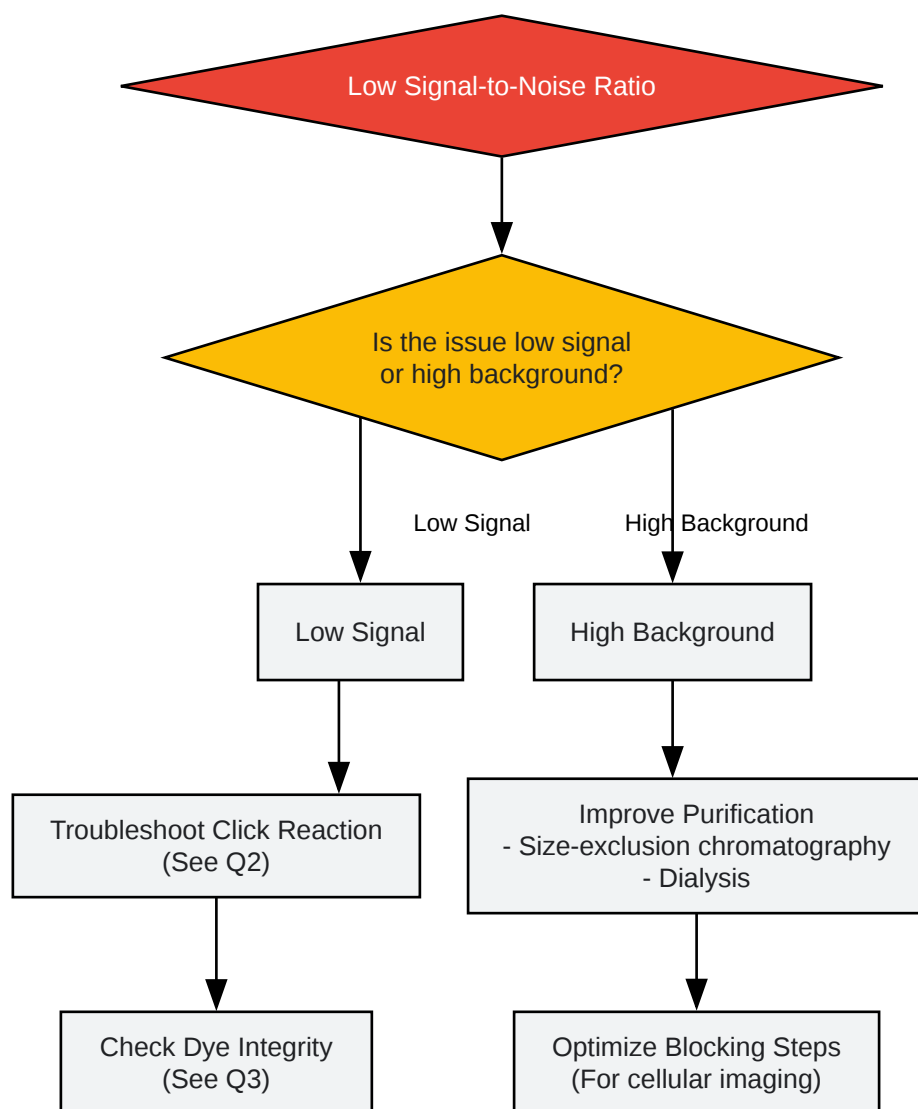 Low Signal-to-Noise Ratio
Is the issue low signal
or high background?
Low Signal
High Background
Low Signal
High Background
Troubleshoot Click Reaction
(See Q2)
Improve Purification
- Size-exclusion chromatography
- Dialysis
Check Dye Integrity
(See Q3)
Optimize Blocking Steps
(For cellular imaging)